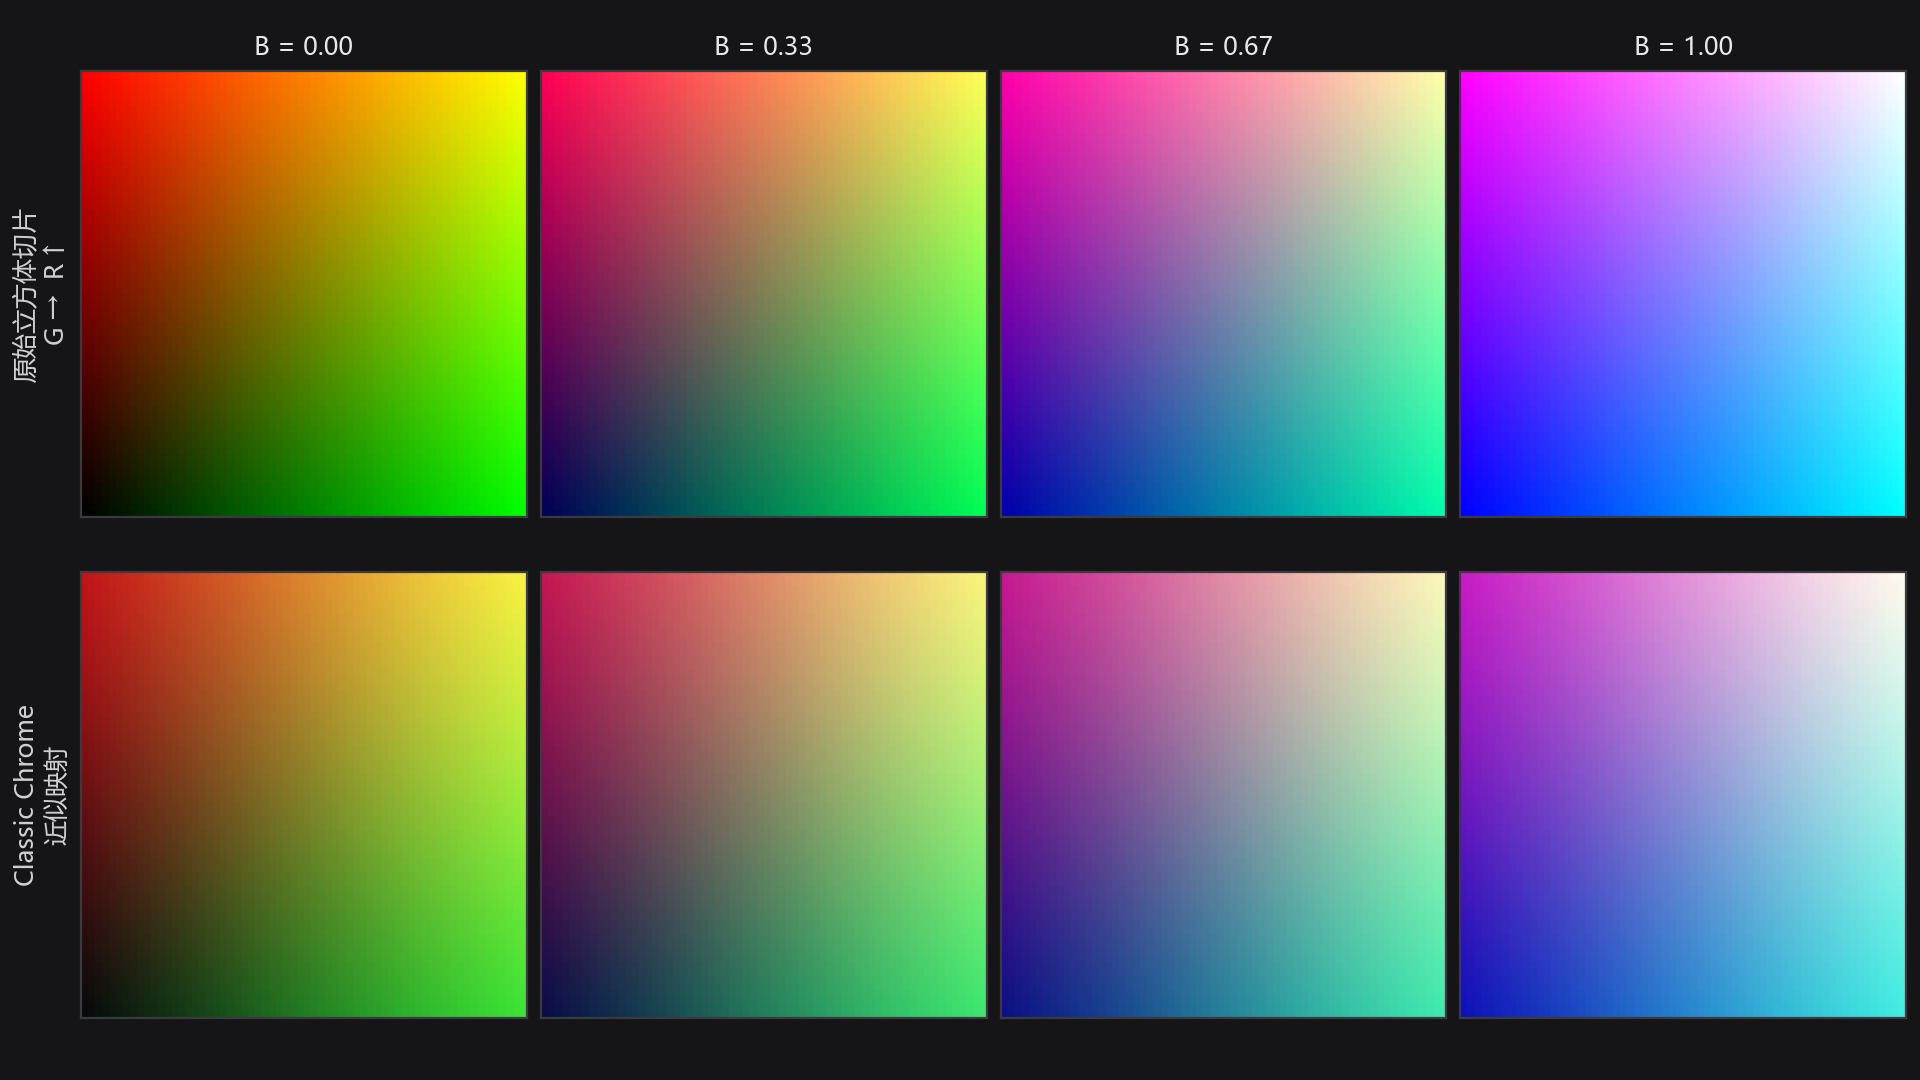 B = 0.00
B = 0.33
B = 0.67
B = 1.00
原始立方体切片
G → R ↑
Classic Chrome
近似映射